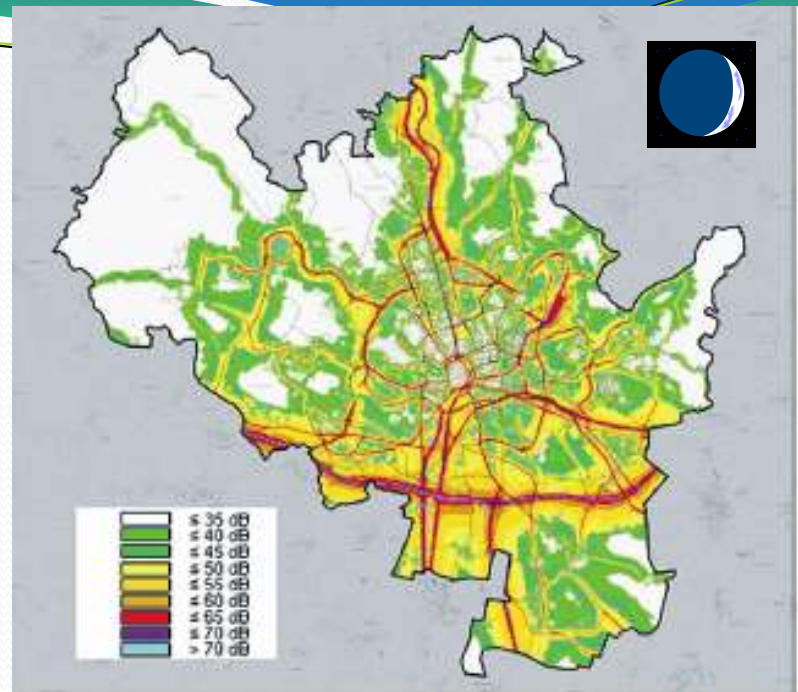 ≤ 35 dB
≤ 40 dB
≤ 45 dB
≤ 50 dB
≤ 55 dB
≤ 60 dB
≤ 65 dB
≤ 70 dB
> 70 dB